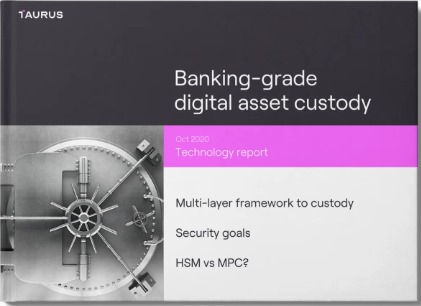 TAURUS
Banking-grade
digital asset custody
Oct 2020
Technology report
Multi-layer framework to custody
Security goals
HSM vs MPC?